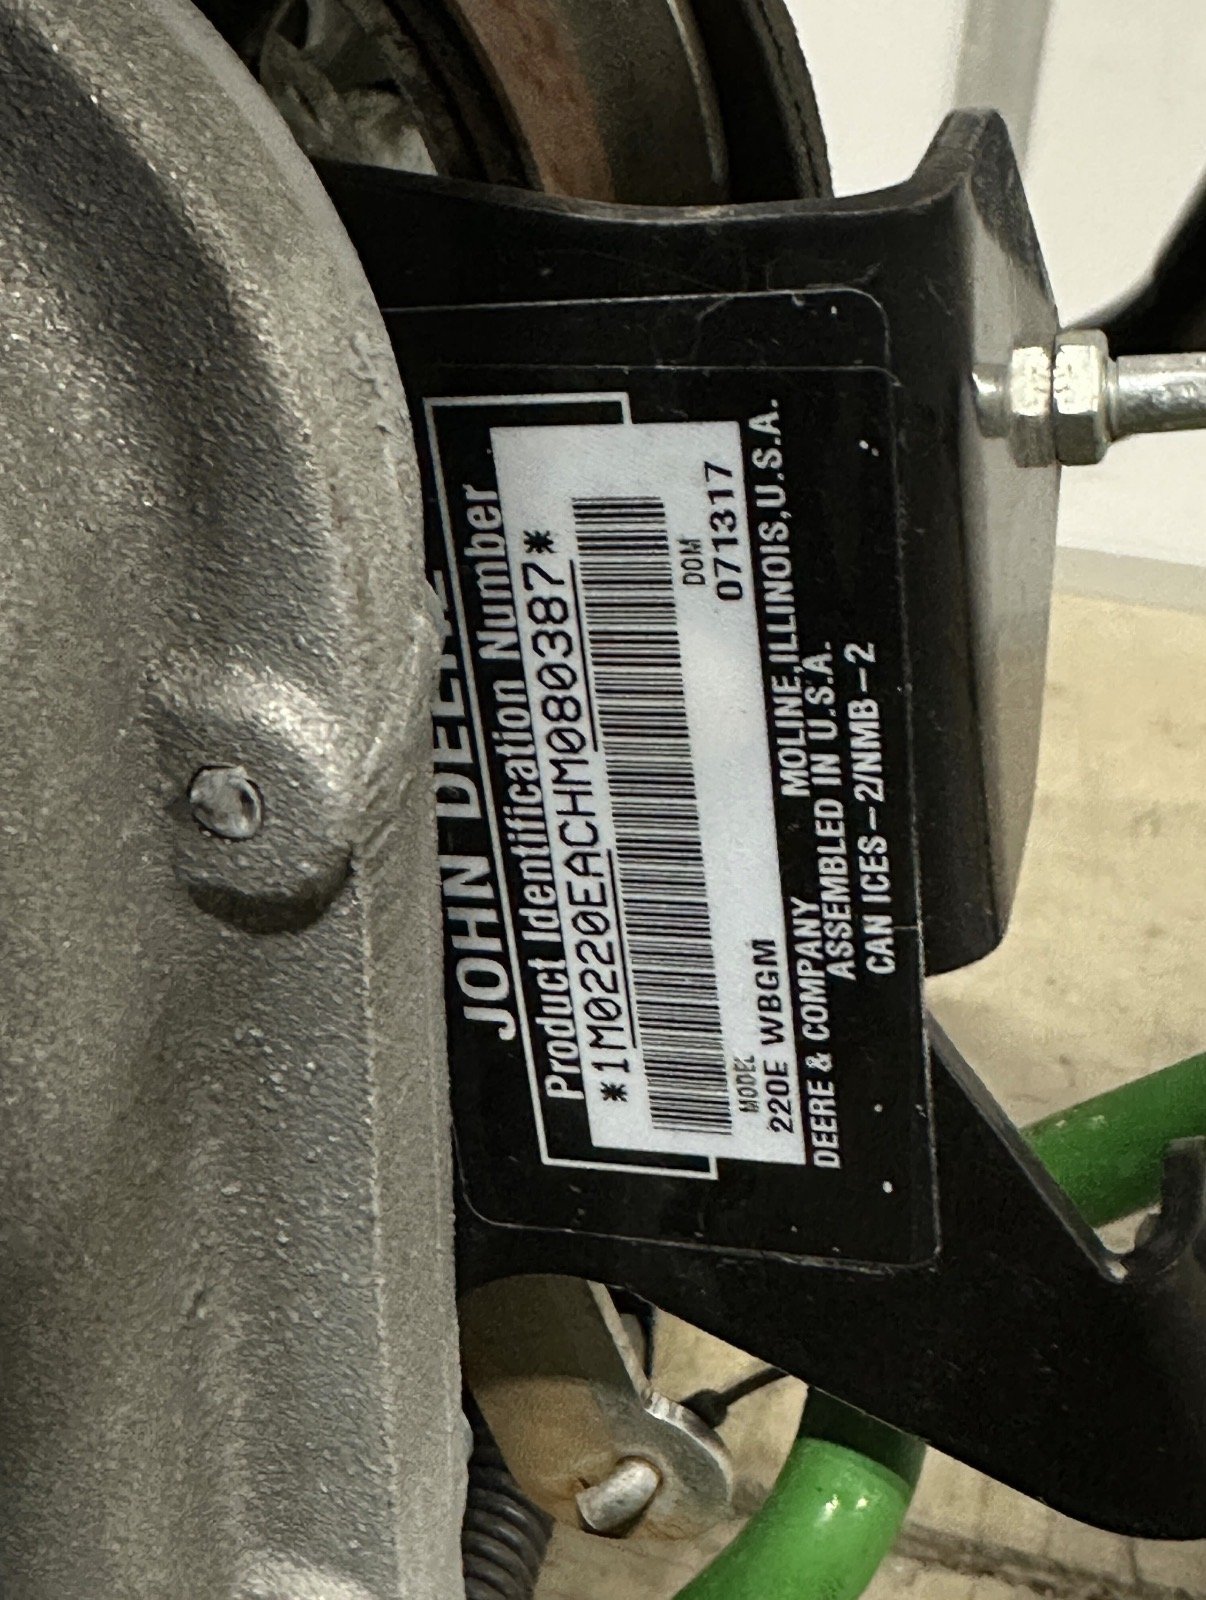 JOHN DEERE
Product Identification Number
*1M0220EACHM080387*
DOM
071317
MODEL
220E WBGM
DEERE & COMPANY MOLINE, ILLINOIS, U.S.A.
ASSEMBLED IN U.S.A.
CAN ICES-2/NMB-2